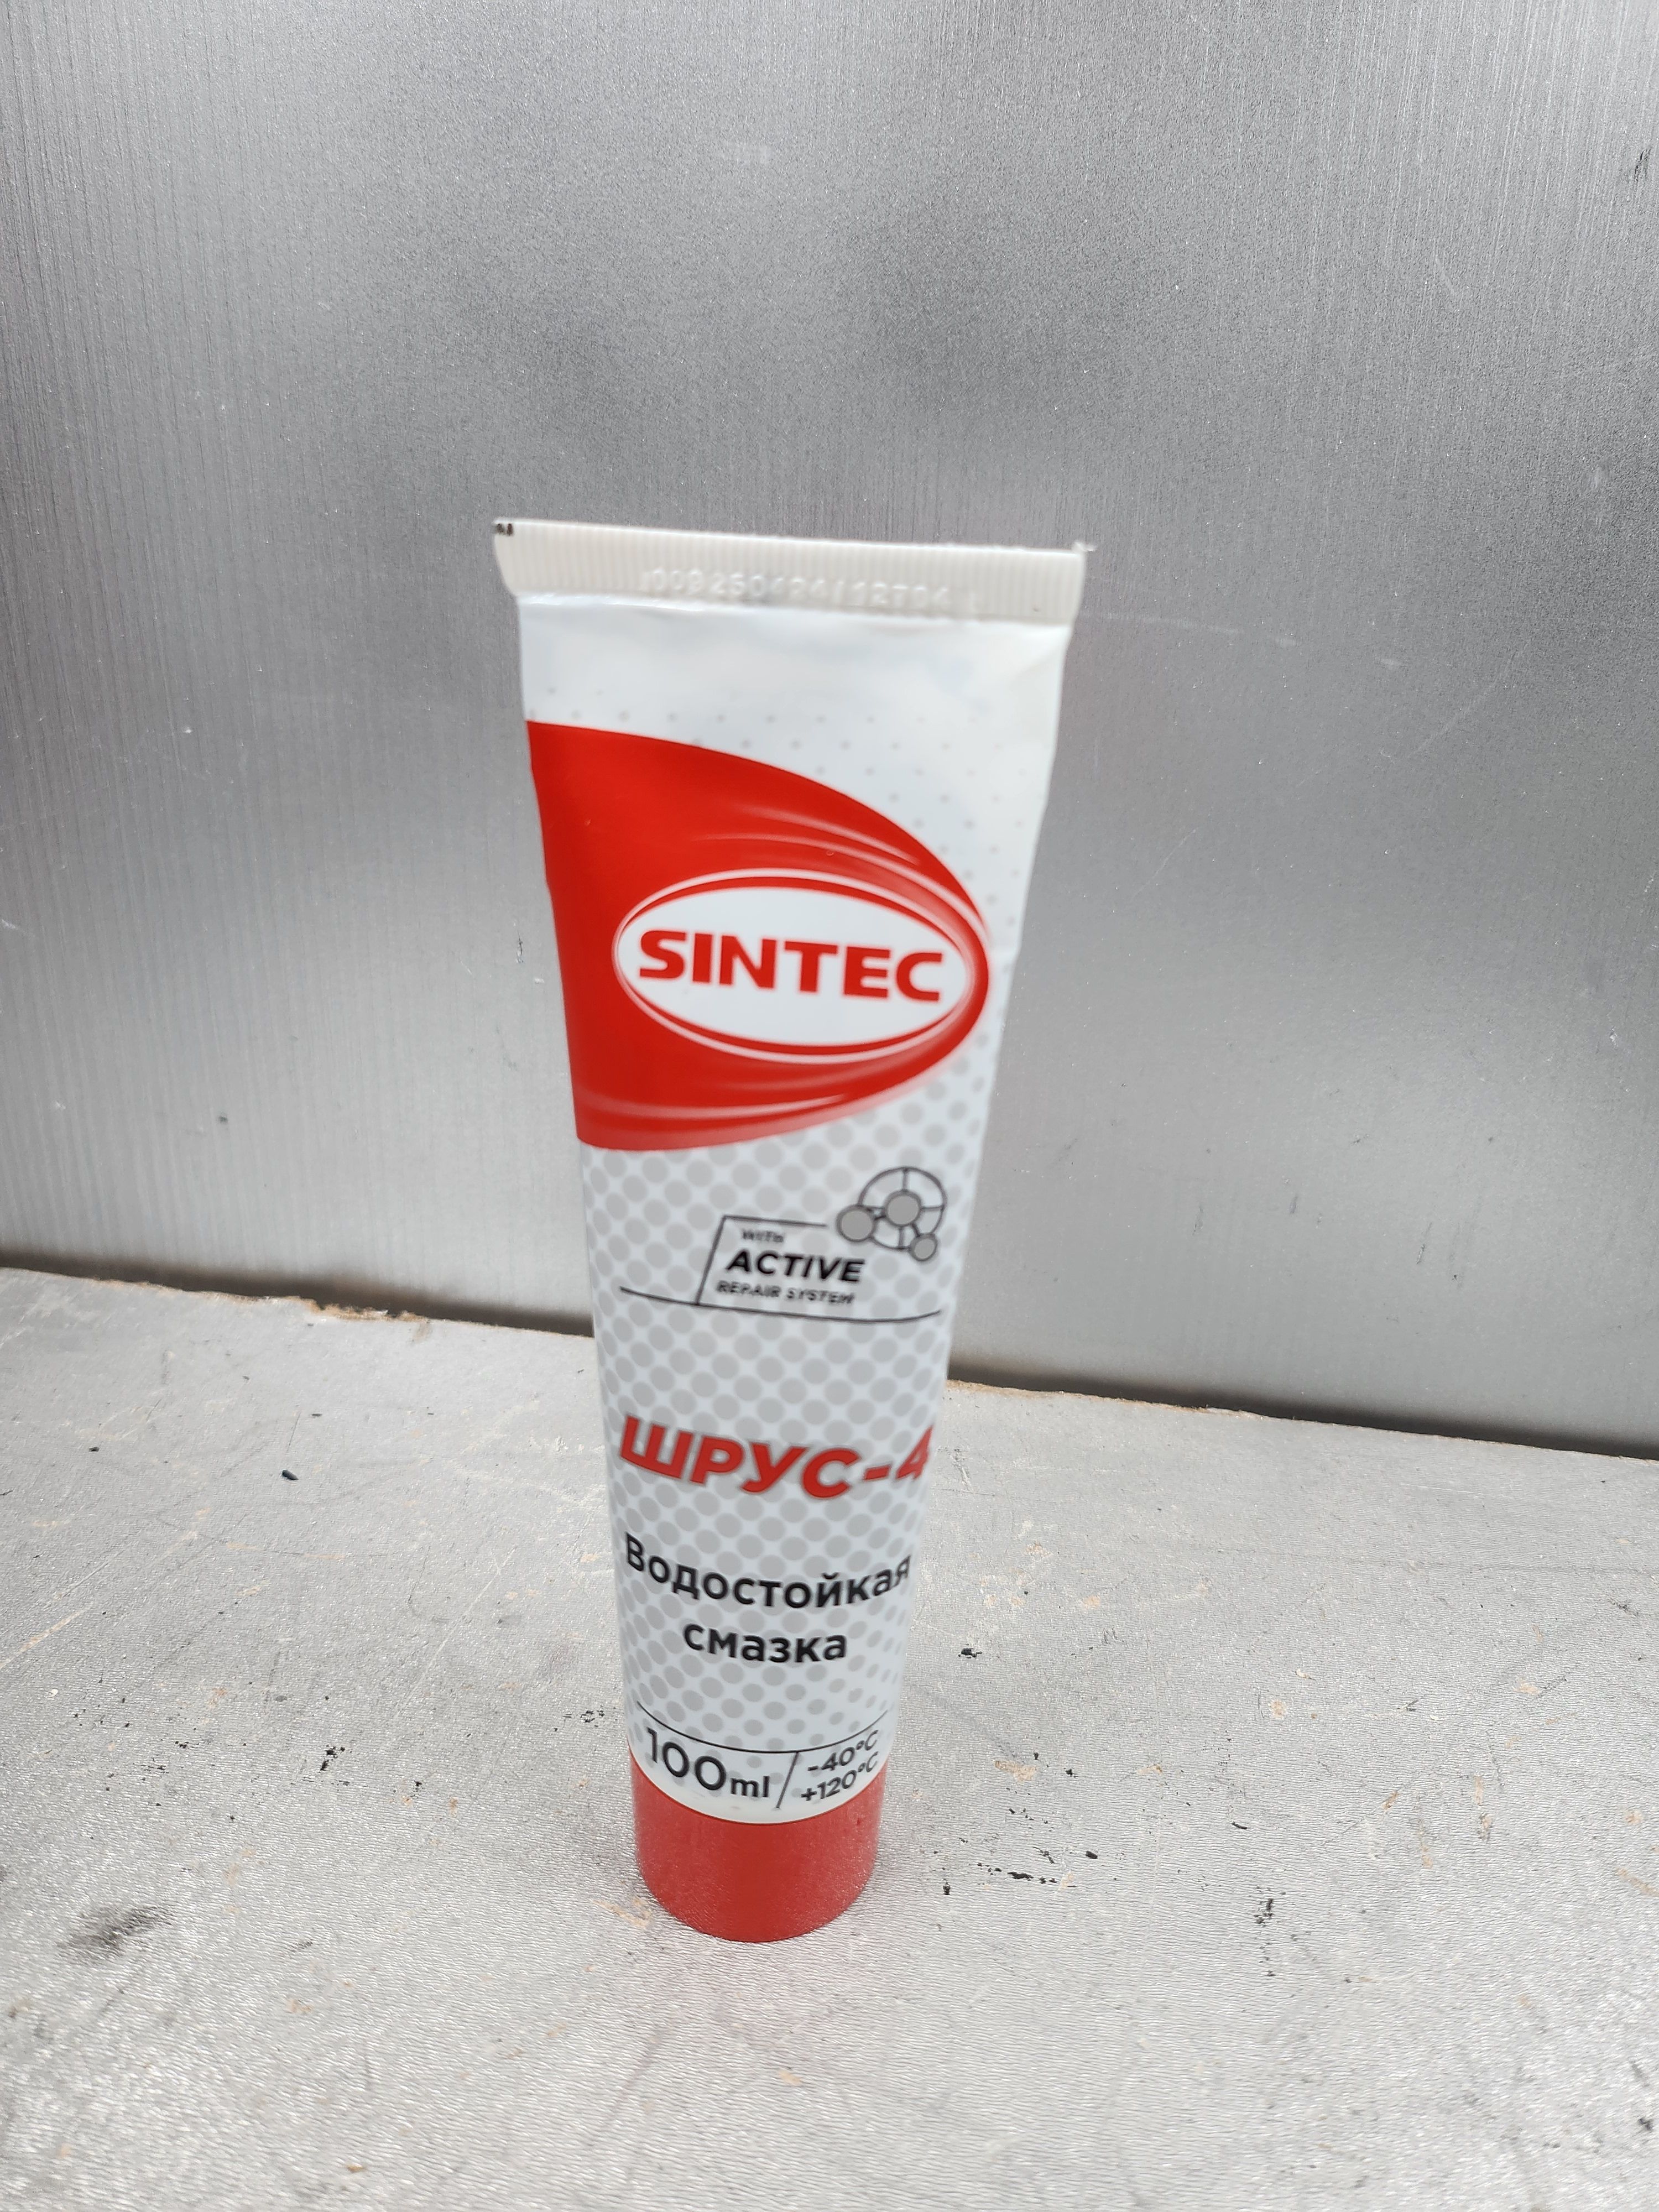 SINTEC
WITH
ACTIVE
REPAIR SYSTEM
ШРУС-4
Водостойкая
смазка
100ml
-40°C
+120°C